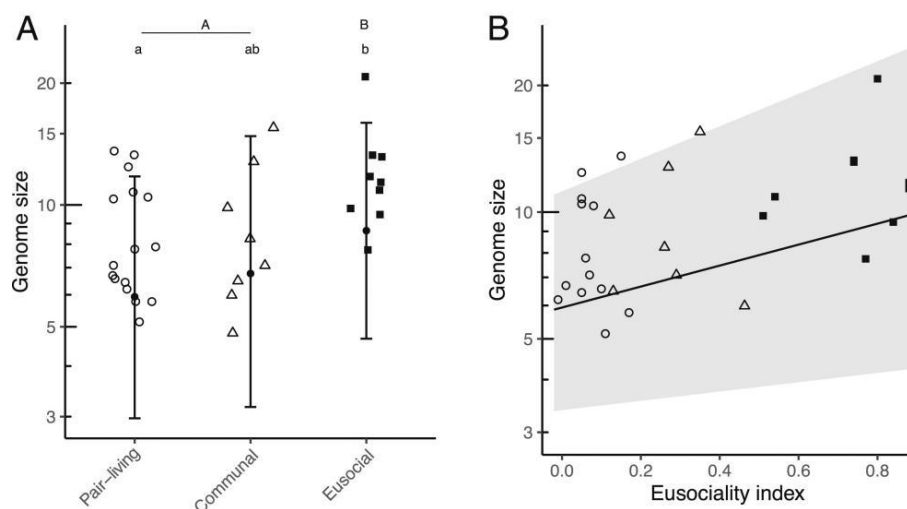 A
A
B
a
ab
b
20
15
10
5
3
Genome size
Pair–living
Communal
Eusocial
B
20
15
10
5
3
Genome size
0.0
0.2
0.4
0.6
0.8
Eusociality index